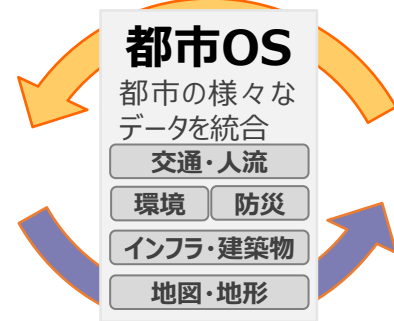 都市OS
都市の様々な
データを統合
交通・人流
環境 防災
インフラ・建築物
地図・地形